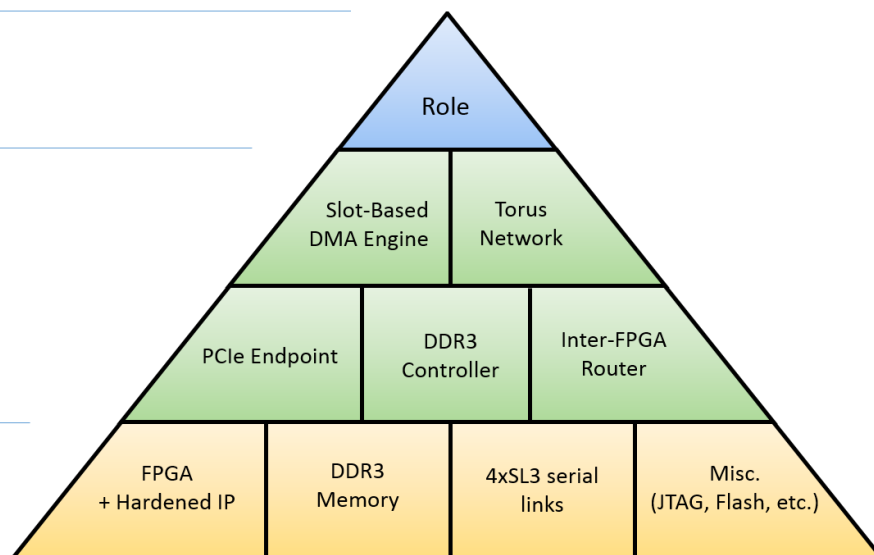 Role
Slot-Based
DMA Engine
Torus
Network
PCIe Endpoint
DDR3
Controller
Inter-FPGA
Router
FPGA
+ Hardened IP
DDR3
Memory
4xSL3 serial
links
Misc.
(JTAG, Flash, etc.)